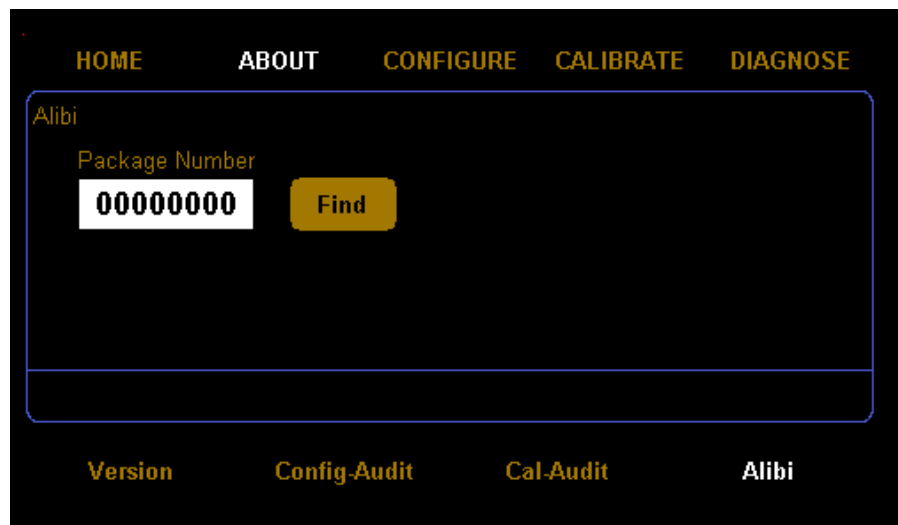 HOME ABOUT CONFIGURE CALIBRATE DIAGNOSE
Alibi
Package Number
00000000 Find
Version Config-Audit Cal-Audit Alibi